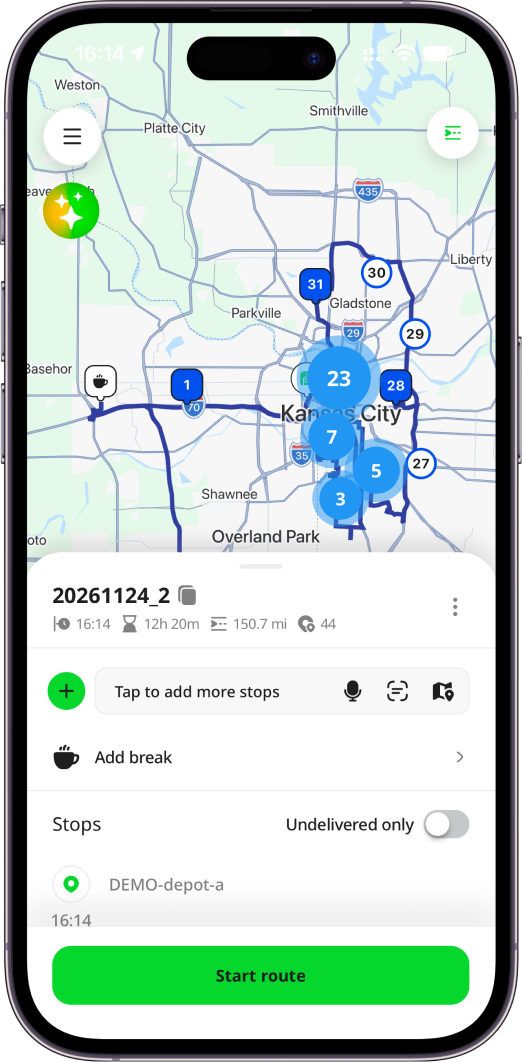 16:14
Weston
Smithville
Platte City
435
Liberty
30
31
Gladstone
Parkville
29
29
Basehor
23
1
28
70
Kansas City
7
35
5
27
Shawnee
3
Overland Park
oto
20261124_2
16:14 12h 20m 150.7 mi 44
Tap to add more stops
Add break
Stops Undelivered only
DEMO-depot-a
16:14
Start route